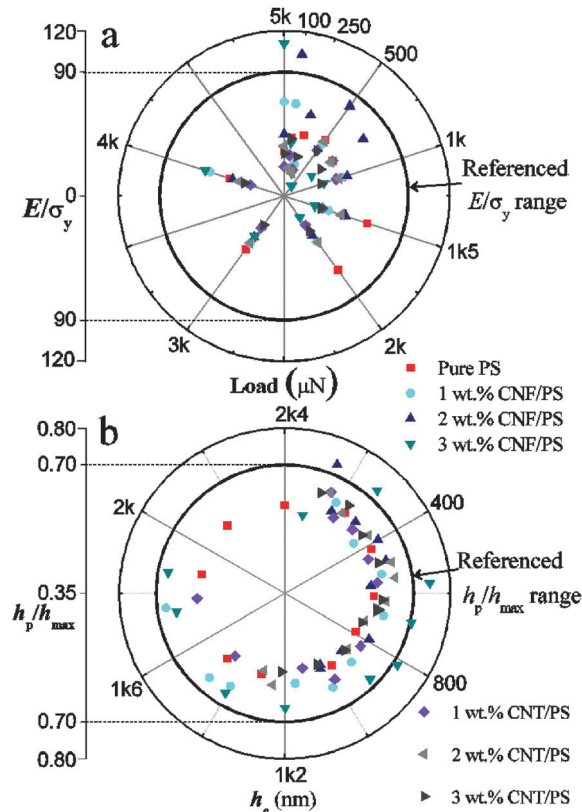 a
5k
100
250
500
1k
1k5
2k
3k
4k
120
90
0
90
120
E/σy
Referenced
E/σy range
Load (μN)
Pure PS
1 wt.% CNF/PS
2 wt.% CNF/PS
3 wt.% CNF/PS
b
2k4
400
800
1k2
1k6
2k
0.80
0.70
0.35
0.70
0.80
hp/hmax
Referenced
hp/hmax range
hc (nm)
1 wt.% CNT/PS
2 wt.% CNT/PS
3 wt.% CNT/PS